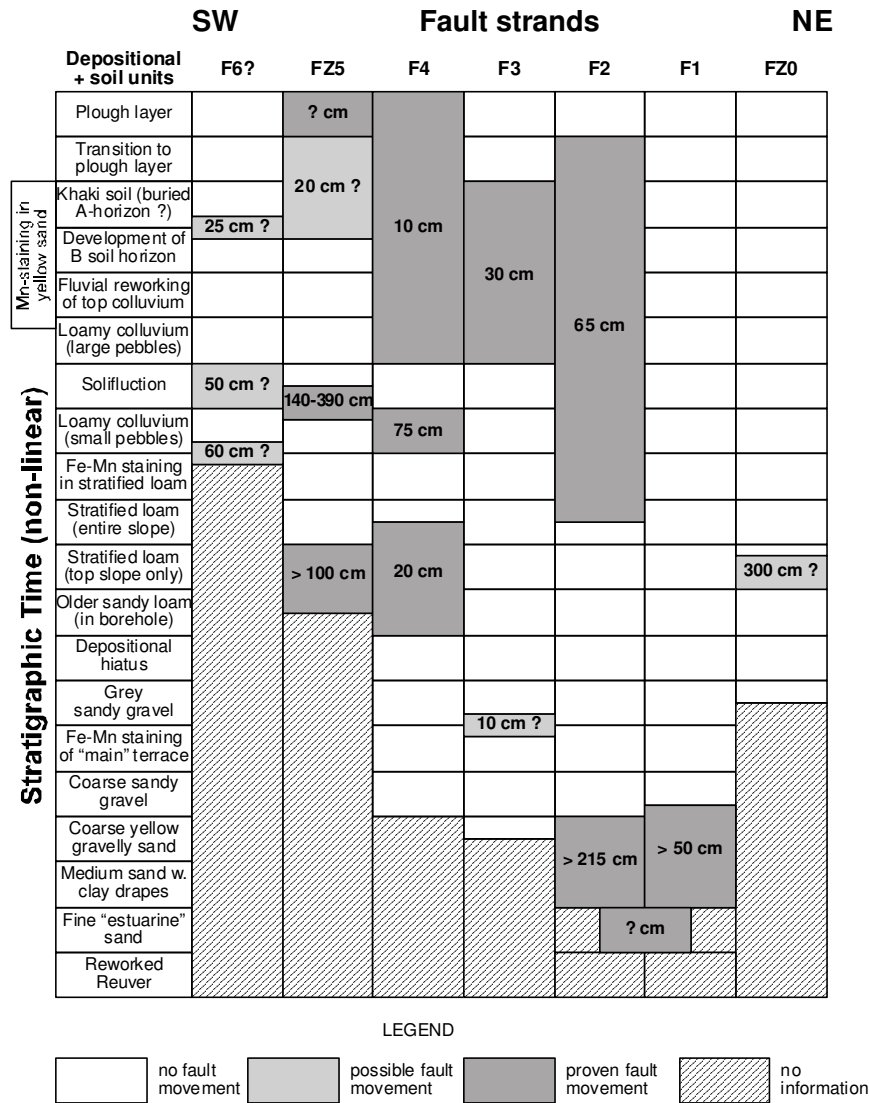 SW Fault strands NE
Depositional
+ soil units
F6? FZ5 F4 F3 F2 F1 FZ0
Plough layer
? cm
Transition to
plough layer
20 cm ?
Khaki soil (buried
A-horizon ?)
25 cm ?
10 cm
Development of
B soil horizon
Mn-staining in
yellow sand
Fluvial reworking
of top colluvium
30 cm
Loamy colluvium
(large pebbles)
65 cm
Solifluction
50 cm ?
140-390 cm
Loamy colluvium
(small pebbles)
75 cm
60 cm ?
Fe-Mn staining
in stratified loam
Stratified loam
(entire slope)
Stratified loam
(top slope only)
> 100 cm
20 cm
300 cm ?
Older sandy loam
(in borehole)
Depositional
hiatus
Grey
sandy gravel
10 cm ?
Fe-Mn staining
of “main” terrace
Coarse sandy
gravel
Coarse yellow
gravelly sand
> 215 cm
> 50 cm
Medium sand w.
clay drapes
Fine “estuarine”
sand
? cm
Reworked
Reuver
Stratigraphic Time (non-linear)
LEGEND
no fault
movement
possible fault
movement
proven fault
movement
no
information